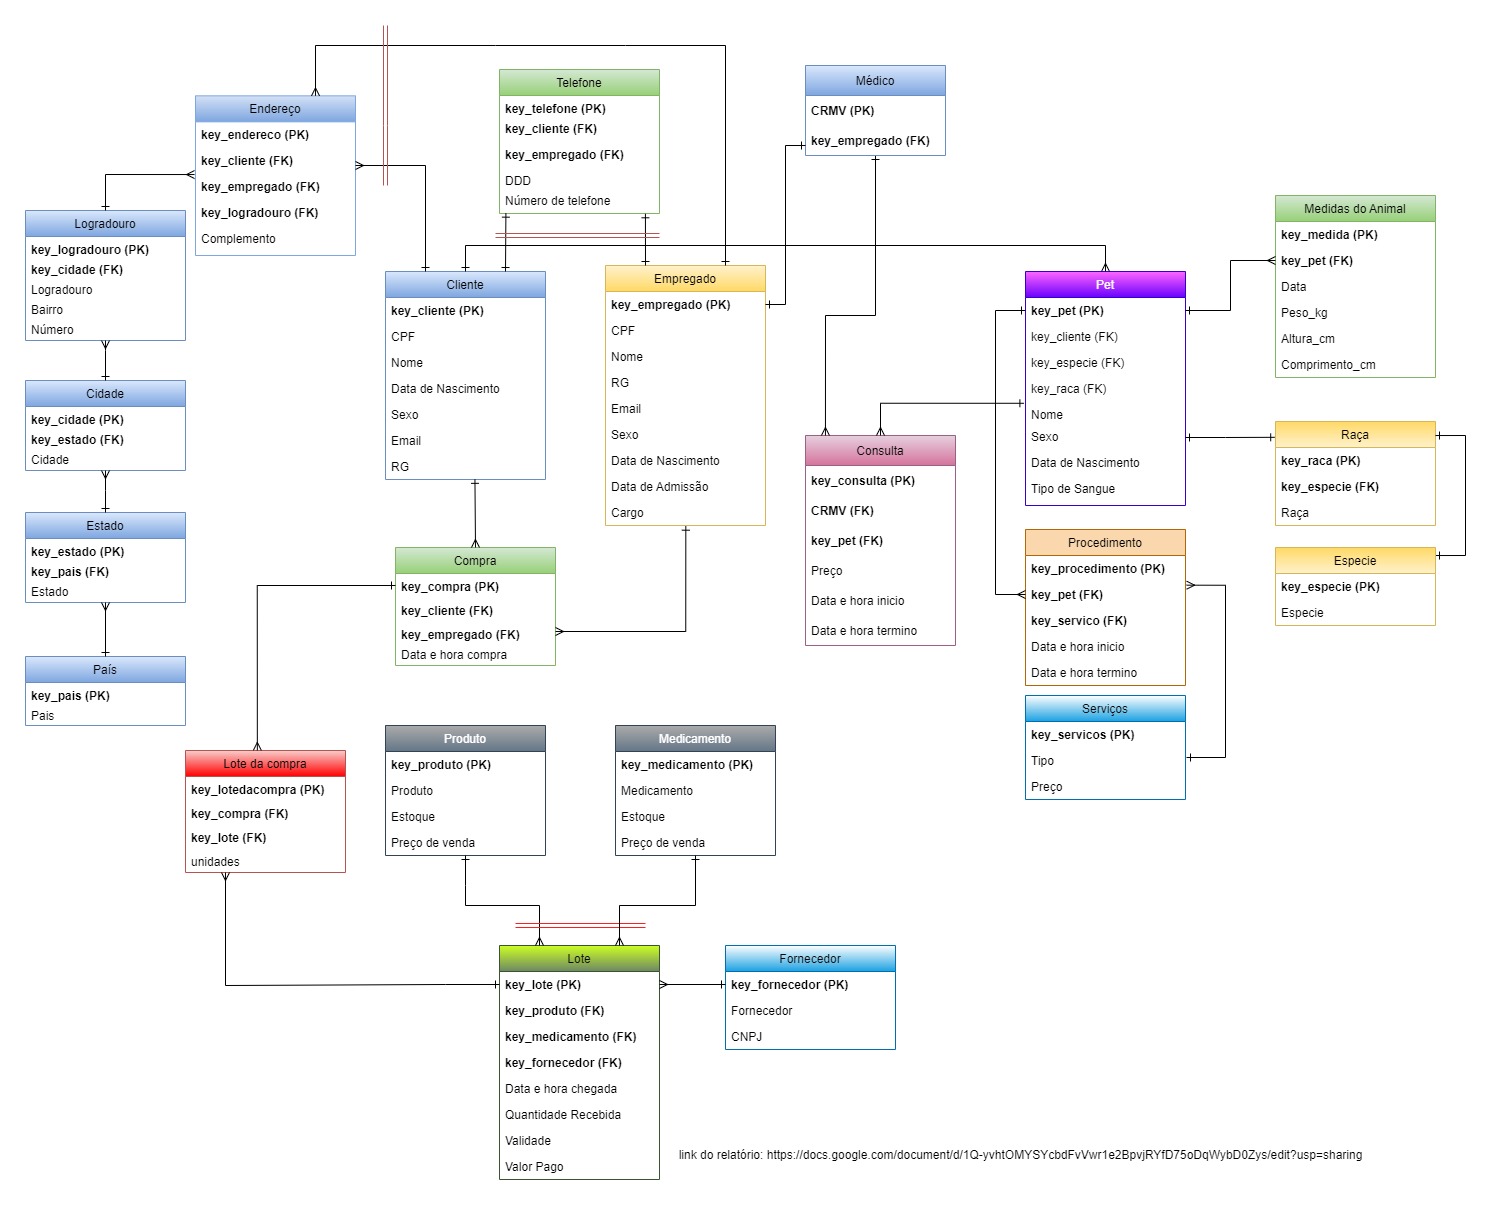 Endereço
key_endereco (PK)
key_cliente (FK)
key_empregado (FK)
key_logradouro (FK)
Complemento
Telefone
key_telefone (PK)
key_cliente (FK)
key_empregado (FK)
DDD
Número de telefone
Médico
CRMV (PK)
key_empregado (FK)
Medidas do Animal
key_medida (PK)
key_pet (FK)
Data
Peso_kg
Altura_cm
Comprimento_cm
Logradouro
key_logradouro (PK)
key_cidade (FK)
Logradouro
Bairro
Número
Cliente
key_cliente (PK)
CPF
Nome
Data de Nascimento
Sexo
Email
RG
Empregado
key_empregado (PK)
CPF
Nome
RG
Email
Sexo
Data de Nascimento
Data de Admissão
Cargo
Pet
key_pet (PK)
key_cliente (FK)
key_especie (FK)
key_raca (FK)
Nome
Sexo
Data de Nascimento
Tipo de Sangue
Cidade
key_cidade (PK)
key_estado (FK)
Cidade
Consulta
key_consulta (PK)
CRMV (FK)
key_pet (FK)
Preço
Data e hora inicio
Data e hora termino
Raça
key_raca (PK)
key_especie (FK)
Raça
Estado
key_estado (PK)
key_pais (FK)
Estado
Compra
key_compra (PK)
key_cliente (FK)
key_empregado (FK)
Data e hora compra
Procedimento
key_procedimento (PK)
key_pet (FK)
key_servico (FK)
Data e hora inicio
Data e hora termino
Especie
key_especie (PK)
Especie
País
key_pais (PK)
Pais
Serviços
key_servicos (PK)
Tipo
Preço
Lote da compra
key_lotedacompra (PK)
key_compra (FK)
key_lote (FK)
unidades
Produto
key_produto (PK)
Produto
Estoque
Preço de venda
Medicamento
key_medicamento (PK)
Medicamento
Estoque
Preço de venda
Lote
key_lote (PK)
key_produto (FK)
key_medicamento (FK)
key_fornecedor (FK)
Data e hora chegada
Quantidade Recebida
Validade
Valor Pago
Fornecedor
key_fornecedor (PK)
Fornecedor
CNPJ
link do relatório: https://docs.google.com/document/d/1Q-yvhtOMYSYcbdFvVwr1e2BpvjRYfD75oDqWybD0Zys/edit?usp=sharing